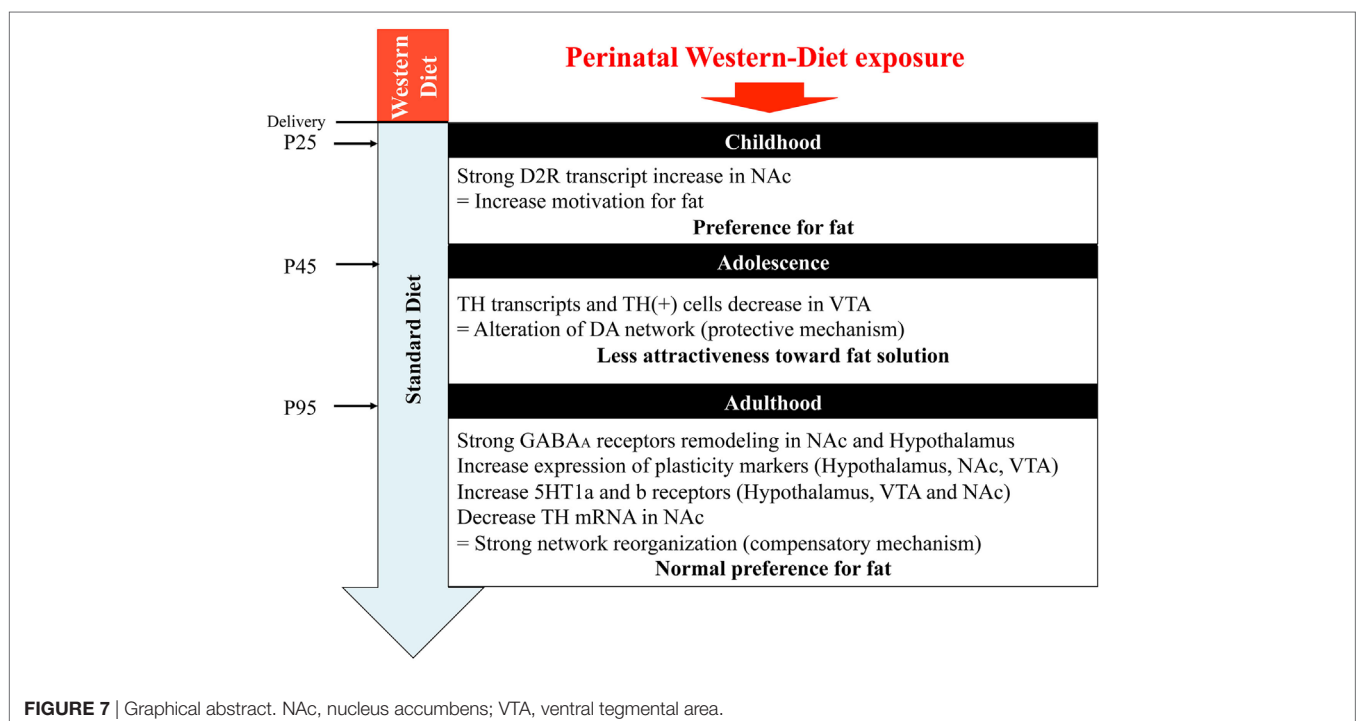 Western
Diet
Perinatal Western-Diet exposure
Delivery
P25
Childhood
Strong D2R transcript increase in NAc
= Increase motivation for fat
Preference for fat
P45
Adolescence
TH transcripts and TH(+) cells decrease in VTA
= Alteration of DA network (protective mechanism)
Less attractiveness toward fat solution
Standard Diet
P95
Adulthood
Strong GABAA receptors remodeling in NAc and Hypothalamus
Increase expression of plasticity markers (Hypothalamus, NAc, VTA)
Increase 5HT1a and b receptors (Hypothalamus, VTA and NAc)
Decrease TH mRNA in NAc
= Strong network reorganization (compensatory mechanism)
Normal preference for fat
FIGURE 7 | Graphical abstract. NAc, nucleus accumbens; VTA, ventral tegmental area.